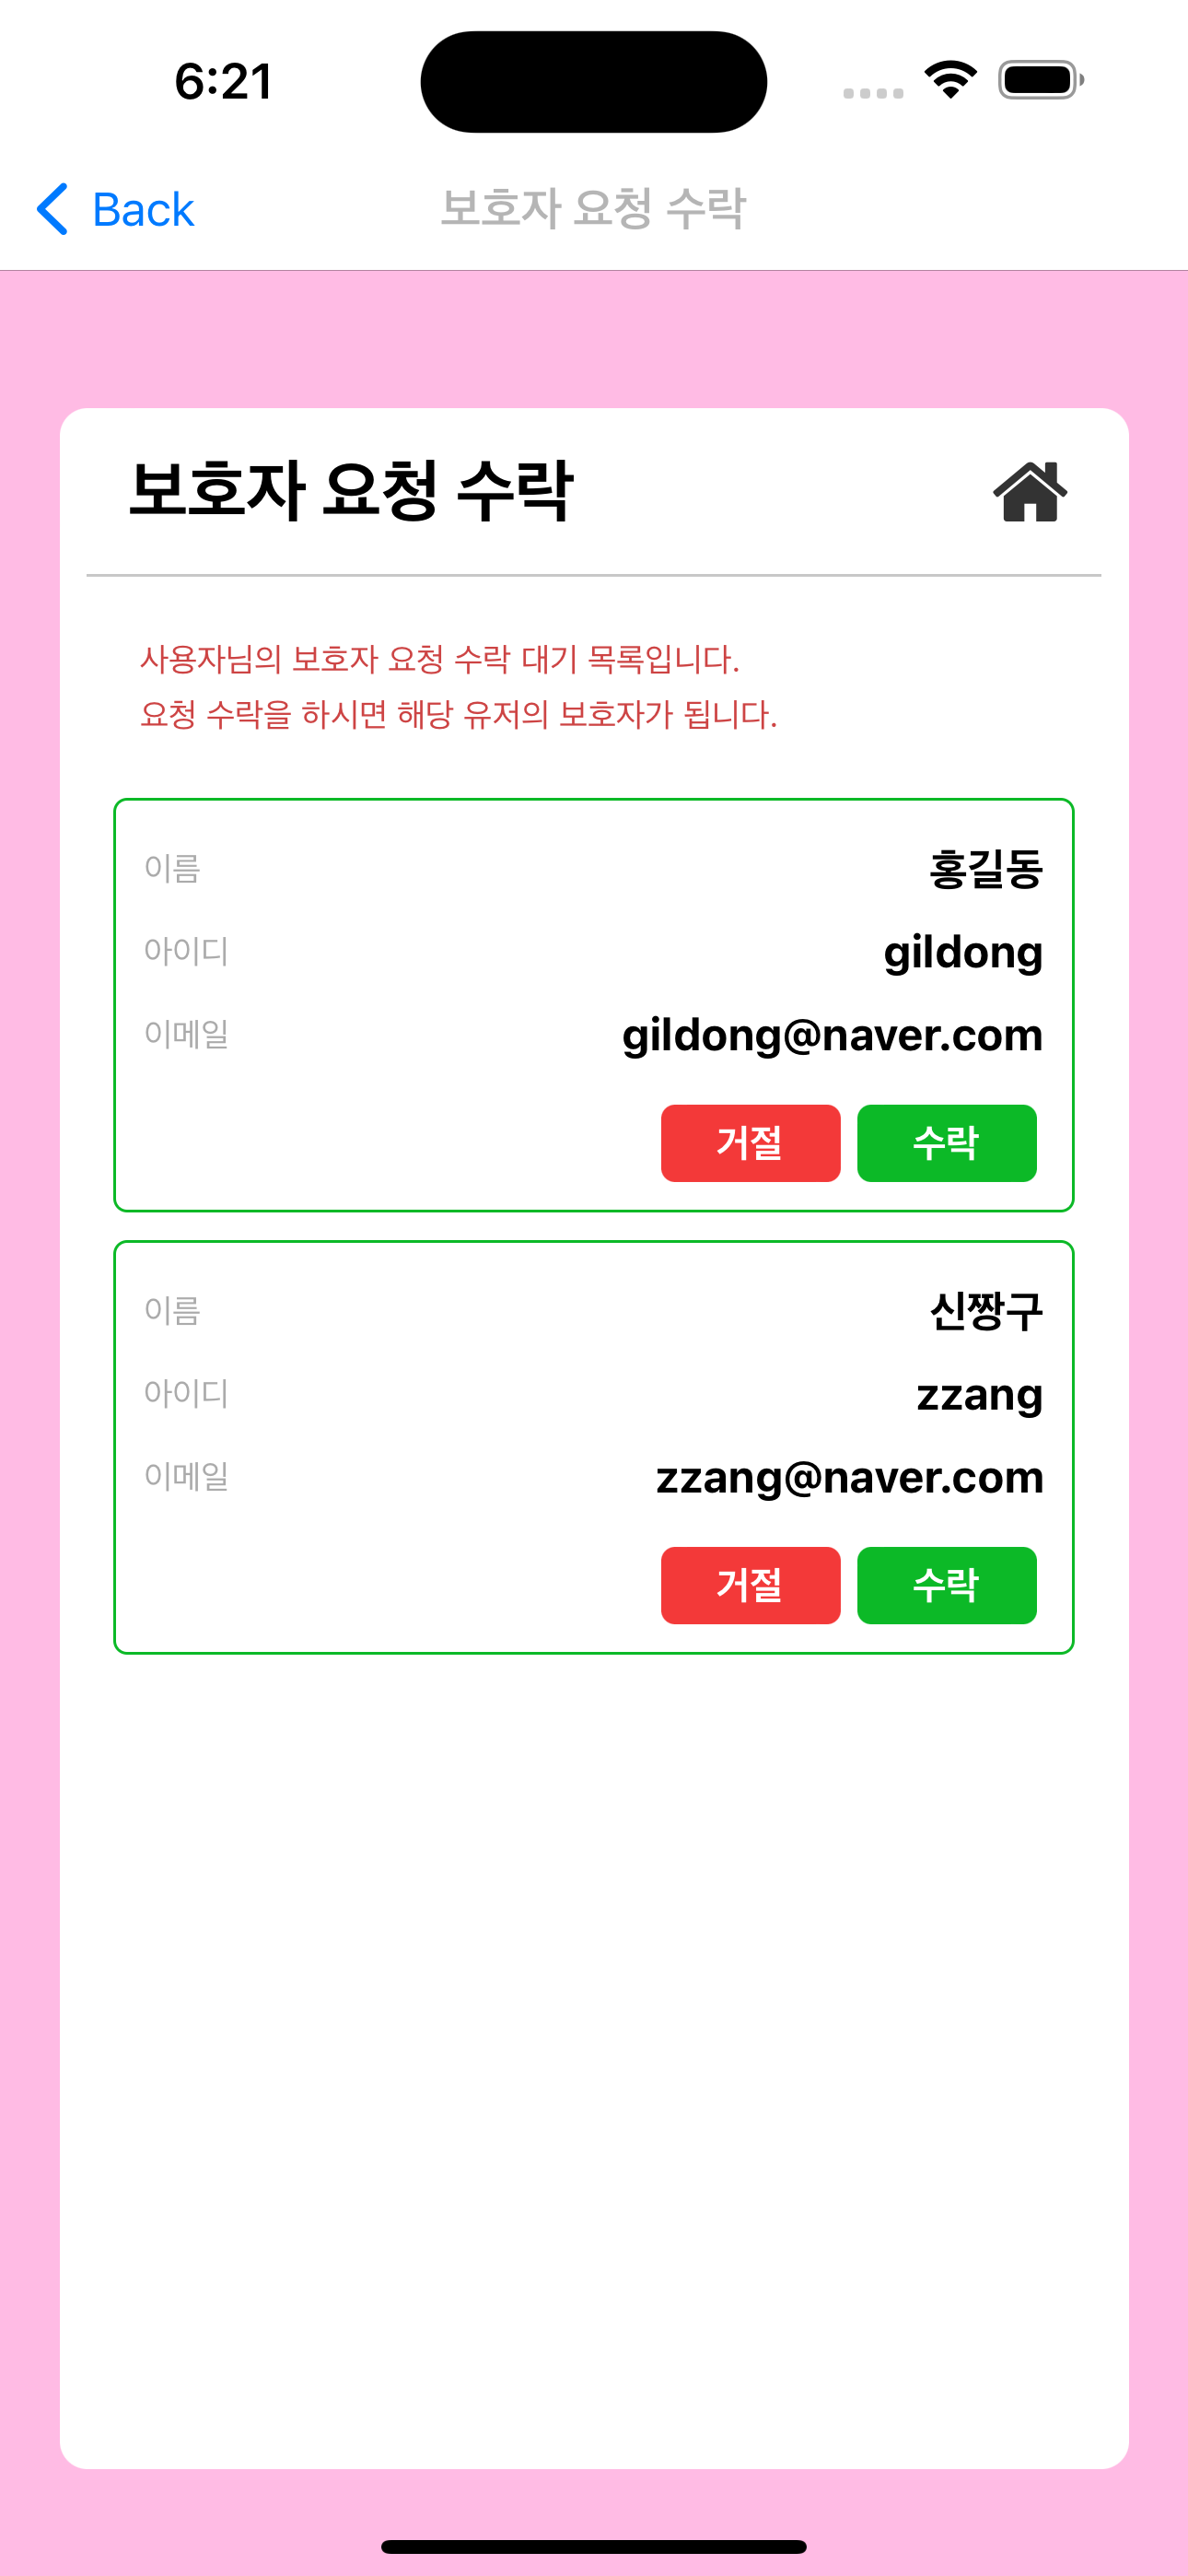 6:21
Back
보호자 요청 수락
보호자 요청 수락
사용자님의 보호자 요청 수락 대기 목록입니다.
요청 수락을 하시면 해당 유저의 보호자가 됩니다.
이름 홍길동
아이디 gildong
이메일 gildong@naver.com
거절 수락
이름 신짱구
아이디 zzang
이메일 zzang@naver.com
거절 수락